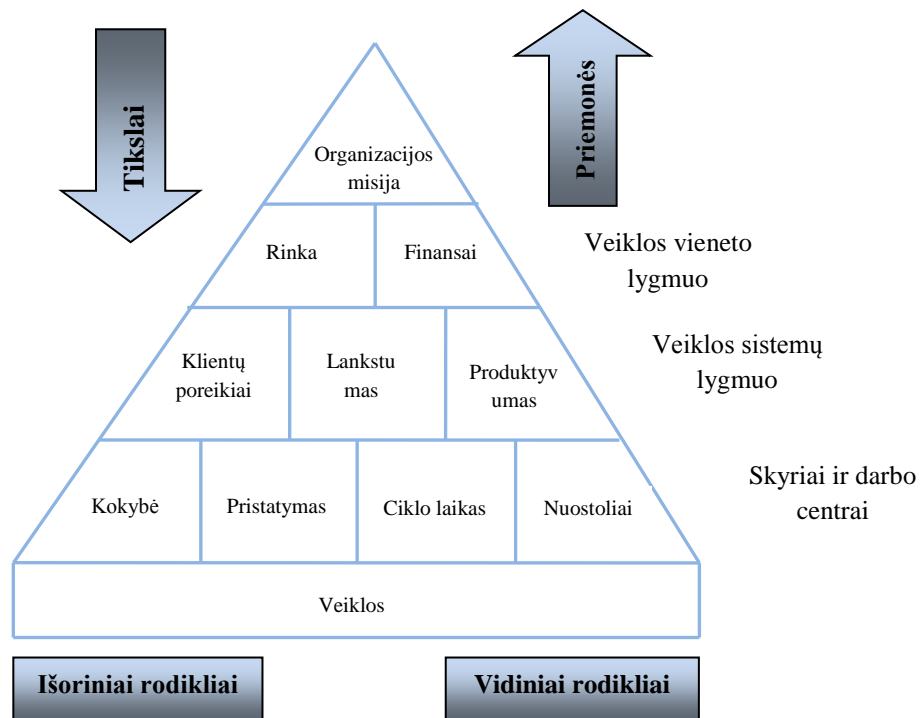 Tikslai
Priemonės
Organizacijos
misija
Rinka
Finansai
Veiklos vieneto
lygmuo
Klientų
poreikiai
Lankstu
mas
Produktyv
umas
Veiklos sistemų
lygmuo
Kokybė
Pristatymas
Ciklo laikas
Nuostoliai
Skyriai ir darbo
centrai
Veiklos
Išoriniai rodikliai
Vidiniai rodikliai